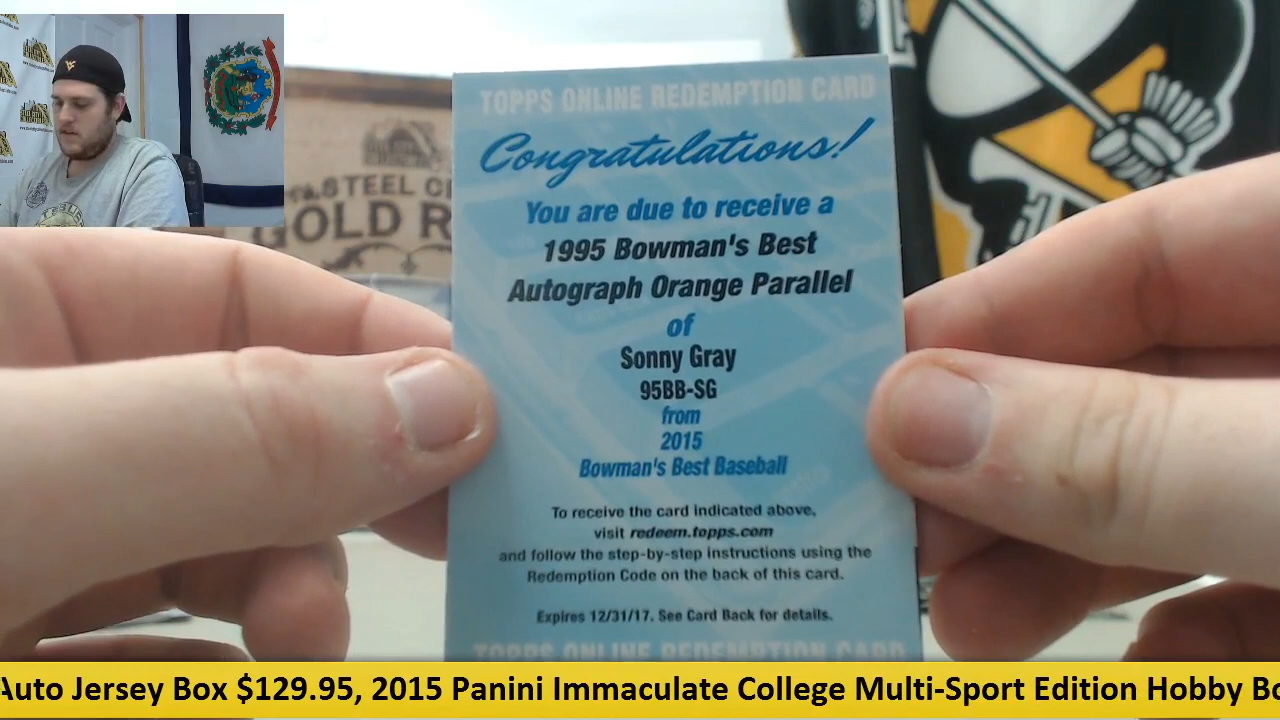 TOPPS ONLINE REDEMPTION CARD
Congratulations!
You are due to receive a
1995 Bowman's Best
Autograph Orange Parallel
of
Sonny Gray
95BB-SG
from
2015
Bowman's Best Baseball
To receive the card indicated above,
visit redeem.topps.com
and follow the step-by-step instructions using the
Redemption Code on the back of this card.
Expires 12/31/17. See Card Back for details.
TOPPS ONLINE REDEMPTION CARD
STEEL
Auto Jersey Box $129.95, 2015 Panini Immaculate College Multi-Sport Edition Hobby